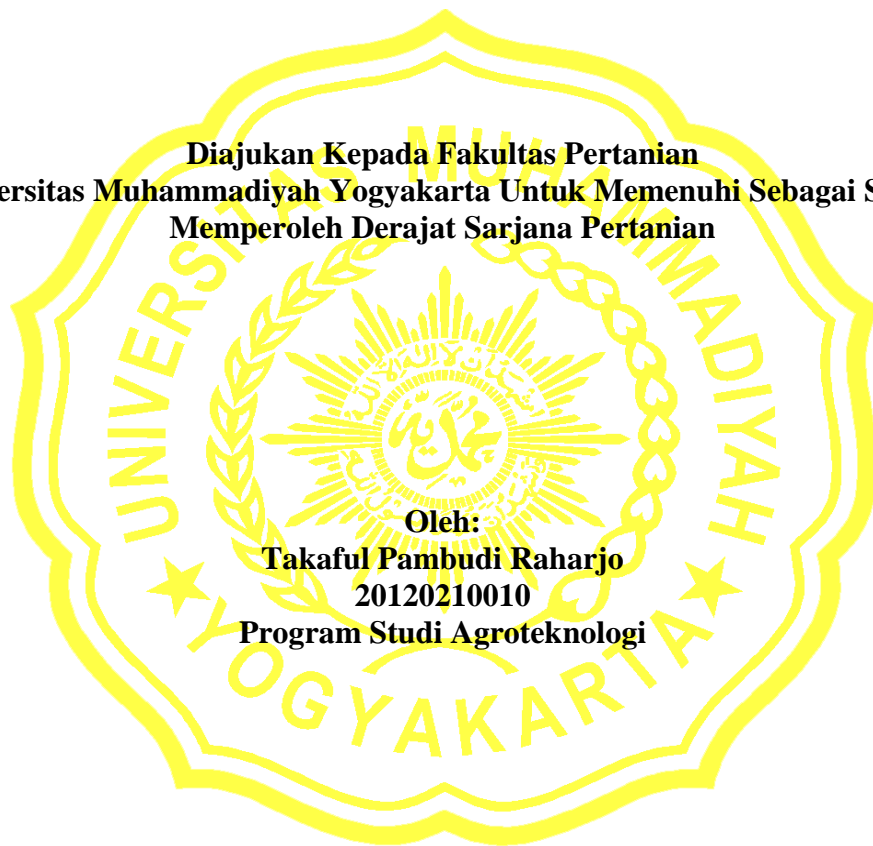 Diajukan Kepada Fakultas Pertanian
ersitas Muhammadiyah Yogyakarta Untuk Memenuhi Sebagai S
Memperoleh Derajat Sarjana Pertanian
UNIVERSITAS MUHAMMADIYAH
محمدية
Oleh:
Takaful Pambudi Raharjo
20120210010
Program Studi Agroteknologi
YOGYAKARTA